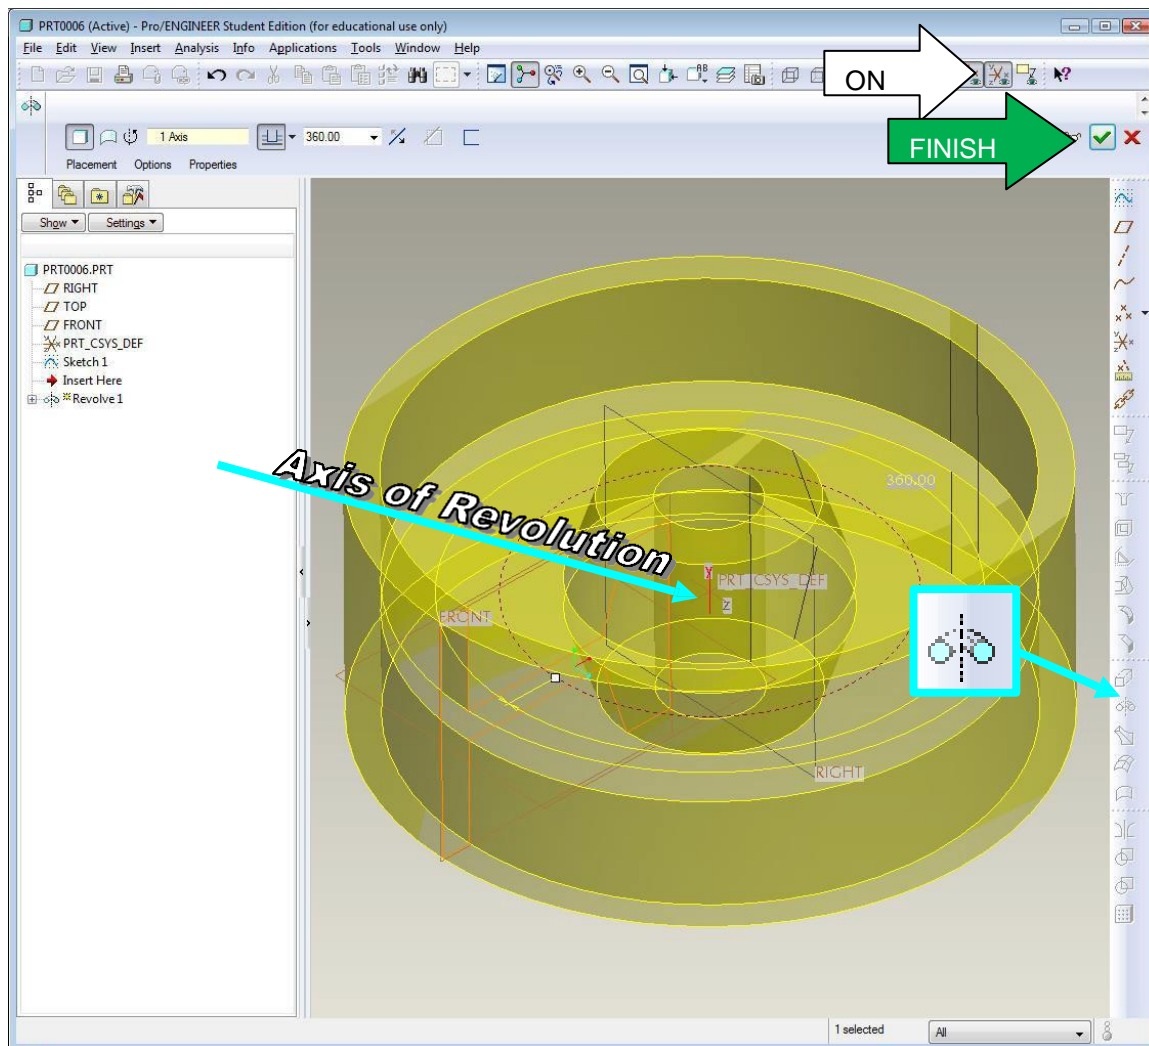 PRT0006 (Active) - Pro/ENGINEER Student Edition (for educational use only)
File Edit View Insert Analysis Info Applications Tools Window Help
ON
1 Axis 360.00
FINISH
Placement Options Properties
Show Settings
PRT0006.PRT
RIGHT
TOP
FRONT
PRT_CSYS_DEF
Sketch 1
Insert Here
Revolve 1
Axis of Revolution
360.00
Y
PRT_CSYS_DEF
Z
FRONT
RIGHT
1 selected All